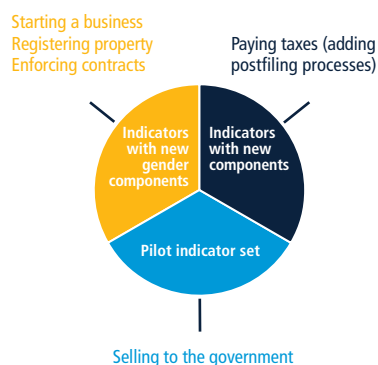 Starting a business
Registering property
Enforcing contracts
Paying taxes (adding
postfiling processes)
Indicators
with new
gender
components
Indicators
with new
components
Pilot indicator set
Selling to the government